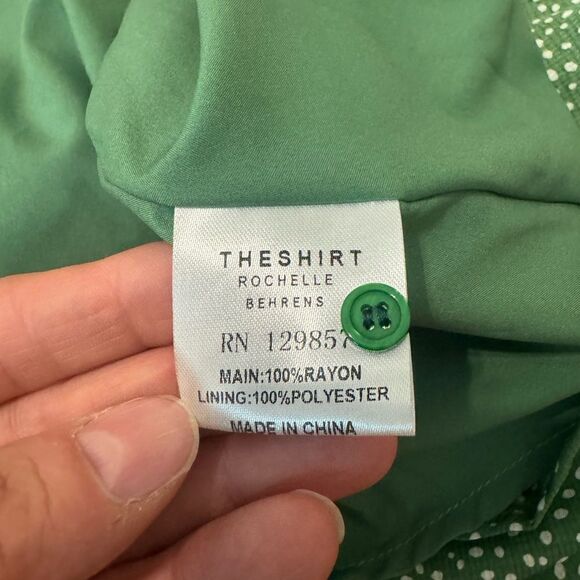 THESHIRT
ROCHELLE
BEHRENS
RN 129857
MAIN:100%RAYON
LINING:100%POLYESTER
MADE IN CHINA